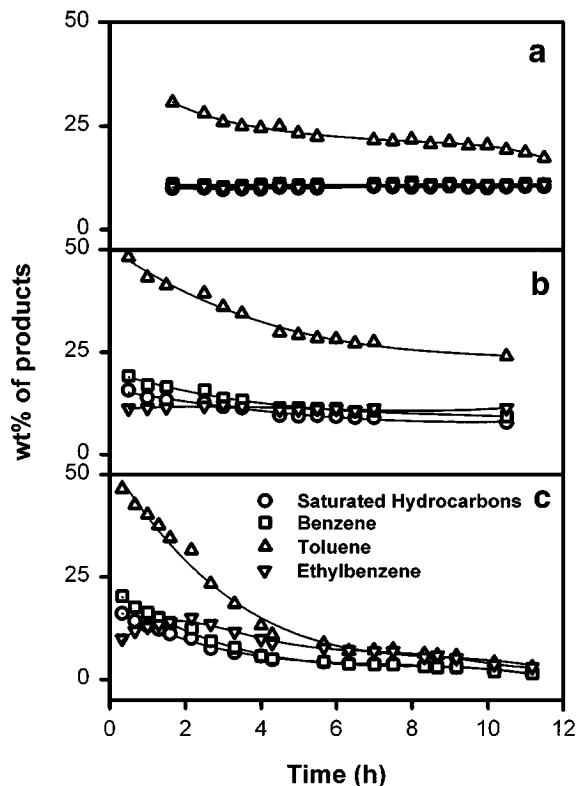 50
a
25
0
50
b
25
0
50
c
Saturated Hydrocarbons
Benzene
Toluene
Ethylbenzene
25
0
0 2 4 6 8 10 12
wt% of products
Time (h)